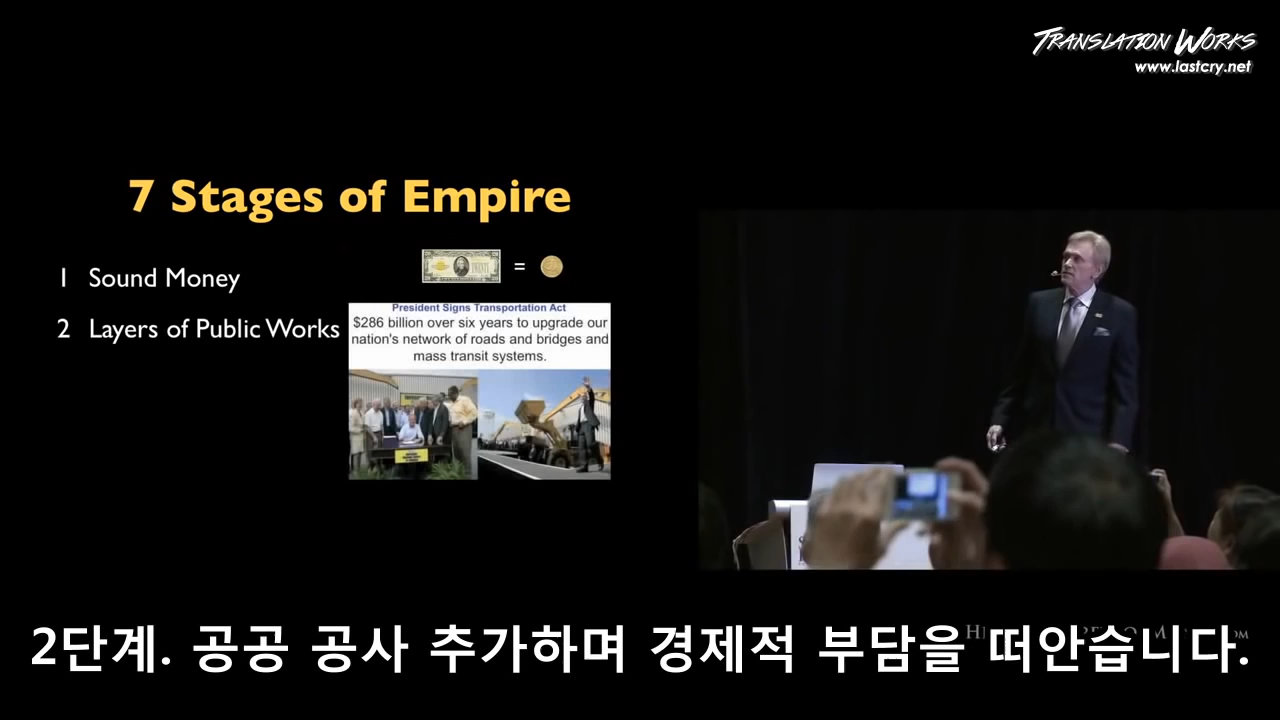 TRANSLATION WORKS
www.lastcry.net
7 Stages of Empire
1 Sound Money
=
2 Layers of Public Works
President Signs Transportation Act
$286 billion over six years to upgrade our
nation's network of roads and bridges and
mass transit systems.
2단계. 공공 공사 추가하며 경제적 부담을 떠안습니다.